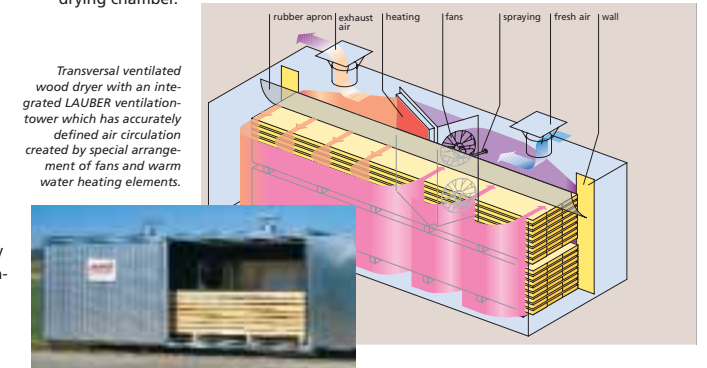 drying chamber.
rubber apron
exhaust
air
heating
fans
spraying
fresh air
wall
Transversal ventilated
wood dryer with an inte-
grated LAUBER ventilation-
tower which has accurately
defined air circulation
created by special arrange-
ment of fans and warm
water heating elements.
y
n-